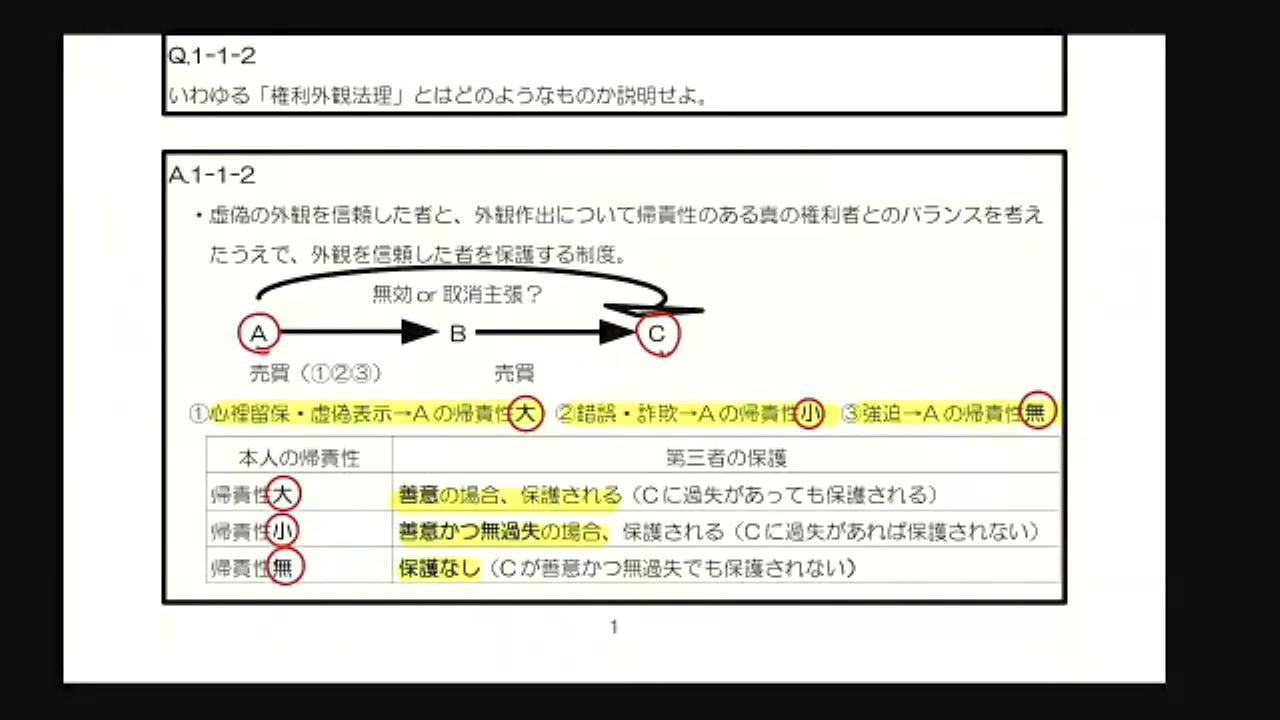 Q.1-1-2
いわゆる「権利外観法理」とはどのようなものか説明せよ。
A.1-1-2
・虚偽の外観を信頼した者と、外観作出について帰責性のある真の権利者とのバランスを考え
たうえで、外観を信頼した者を保護する制度。
無効 or 取消主張？
A B C
売買（①②③） 売買
①心裡留保・虚偽表示→Aの帰責性大 ②錯誤・詐欺→Aの帰責性小 ③強迫→Aの帰責性無
本人の帰責性 第三者の保護
帰責性大 善意の場合、保護される（Cに過失があっても保護される）
帰責性小 善意かつ無過失の場合、保護される（Cに過失があれば保護されない）
帰責性無 保護なし（Cが善意かつ無過失でも保護されない）
1